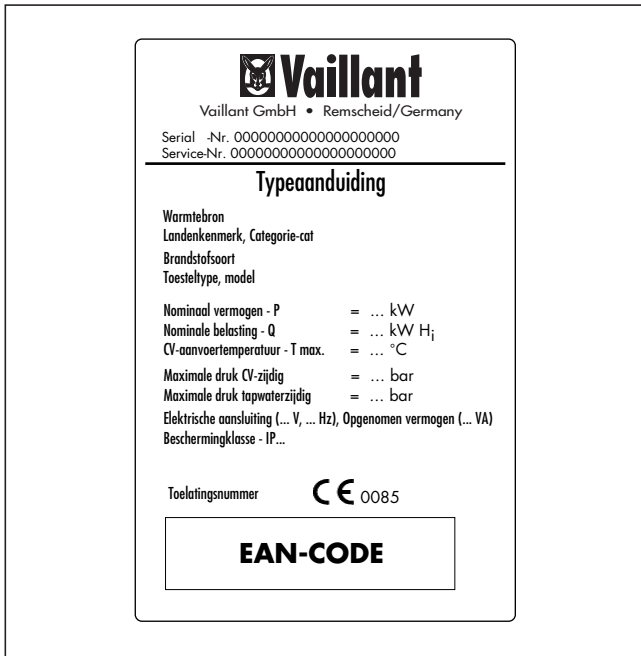 Vaillant
Vaillant GmbH • Remscheid/Germany
Serial -Nr. 00000000000000000000
Service-Nr. 00000000000000000000
Typeaanduiding
Warmtebron
Landenkenmerk, Categorie-cat
Brandstofsoort
Toesteltype, model
Nominaal vermogen - P = ... kW
Nominale belasting - Q = ... kW Hi
CV-aanvoertemperatuur - T max. = ... °C
Maximale druk CV-zijdig = ... bar
Maximale druk tapwaterzijdig = ... bar
Elektrische aansluiting (... V, ... Hz), Opgenomen vermogen (... VA)
Beschermingklasse - IP...
Toelatingsnummer CE 0085
EAN-CODE